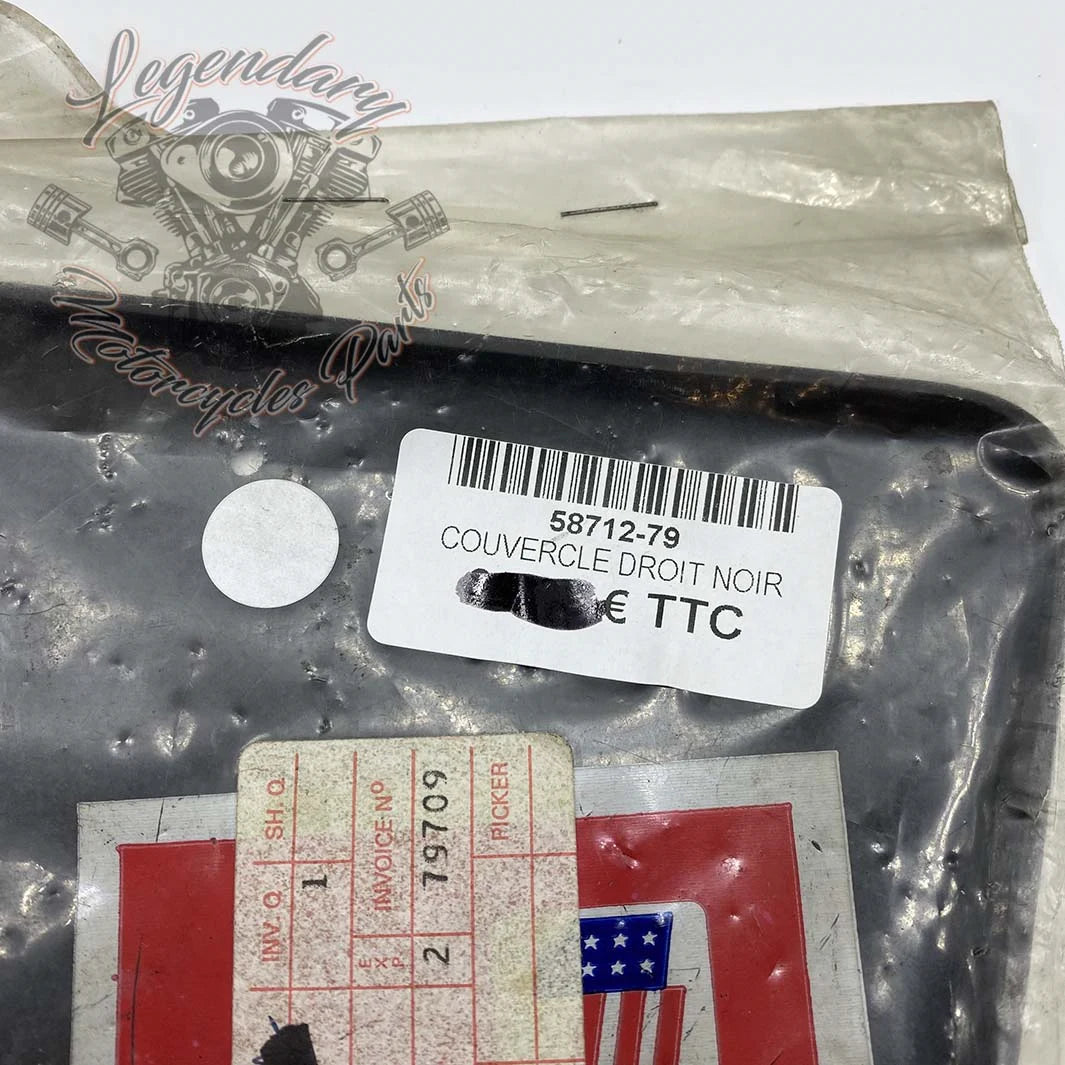 Legendary
Motorcycles Parts
58712-79
COUVERCLE DROIT NOIR
€ TTC
SH. Q.
INV. Q.
1
INVOICE Nº
79709
EXP
2
PICKER